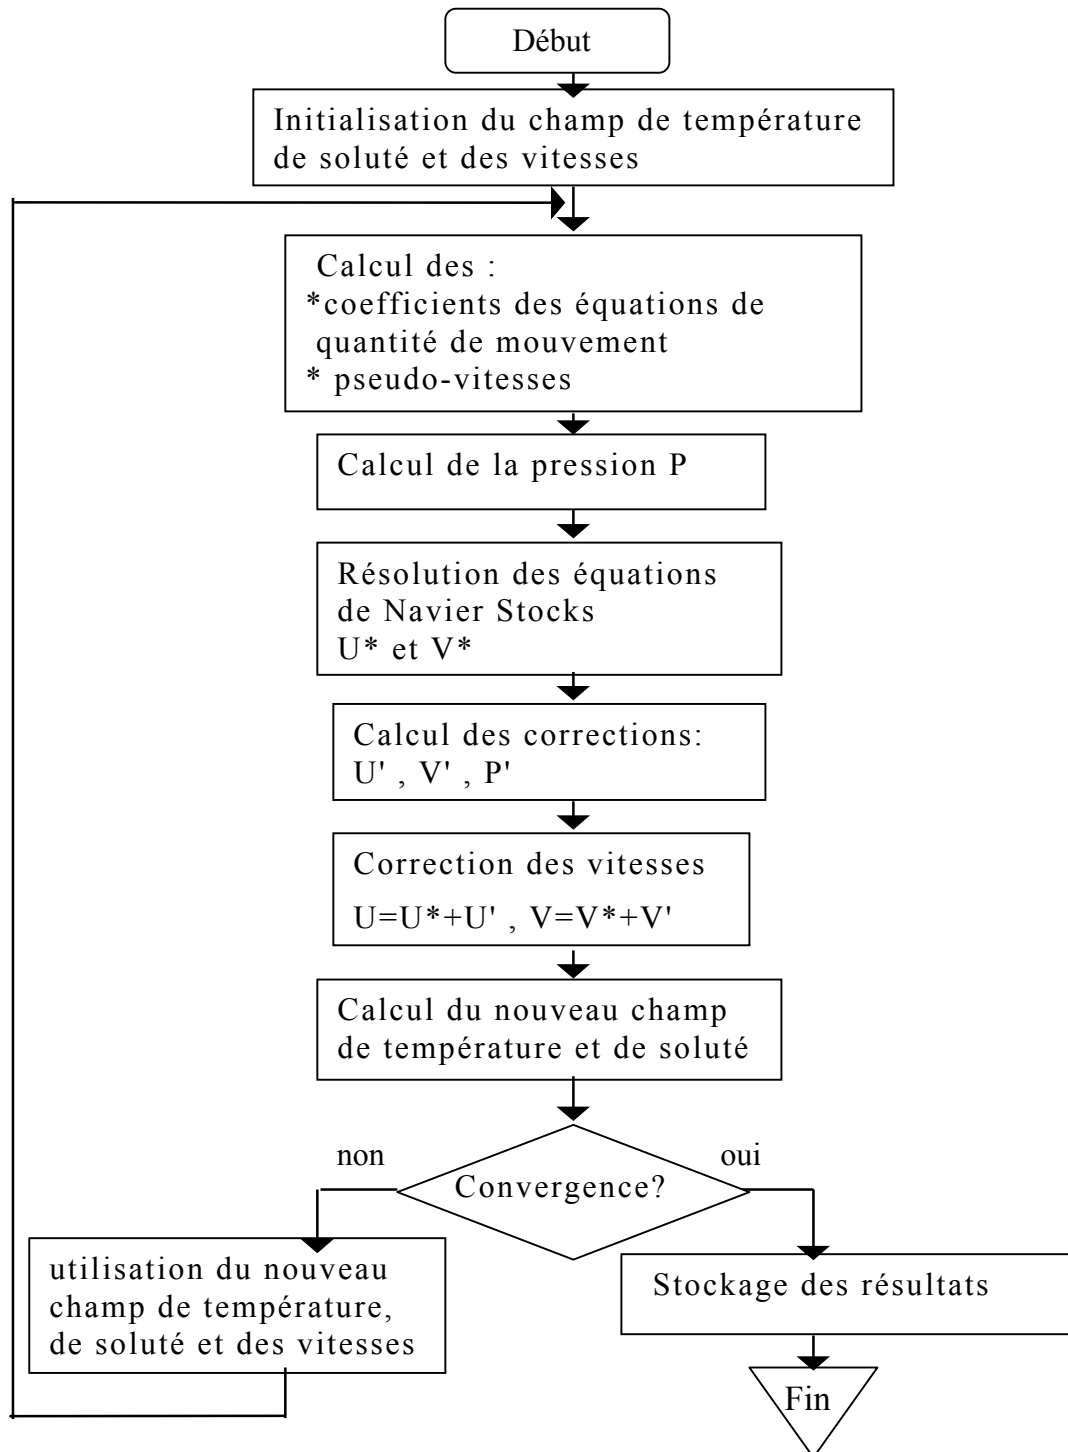 Début
Initialisation du champ de température
de soluté et des vitesses
Calcul des :
*coefficients des équations de
quantité de mouvement
* pseudo-vitesses
Calcul de la pression P
Résolution des équations
de Navier Stocks
U* et V*
Calcul des corrections:
U' , V' , P'
Correction des vitesses
U=U*+U' , V=V*+V'
Calcul du nouveau champ
de température et de soluté
non
oui
Convergence?
utilisation du nouveau
champ de température,
de soluté et des vitesses
Stockage des résultats
Fin